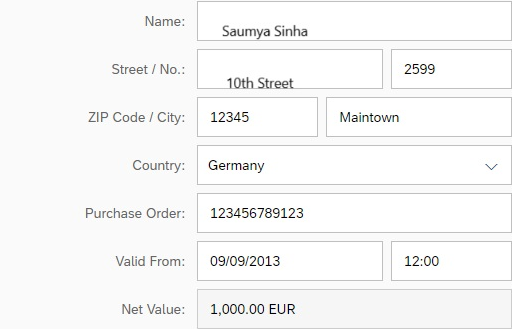 Name: Saumya Sinha
Street / No.: 10th Street 2599
ZIP Code / City: 12345 Maintown
Country: Germany
Purchase Order: 123456789123
Valid From: 09/09/2013 12:00
Net Value: 1,000.00 EUR